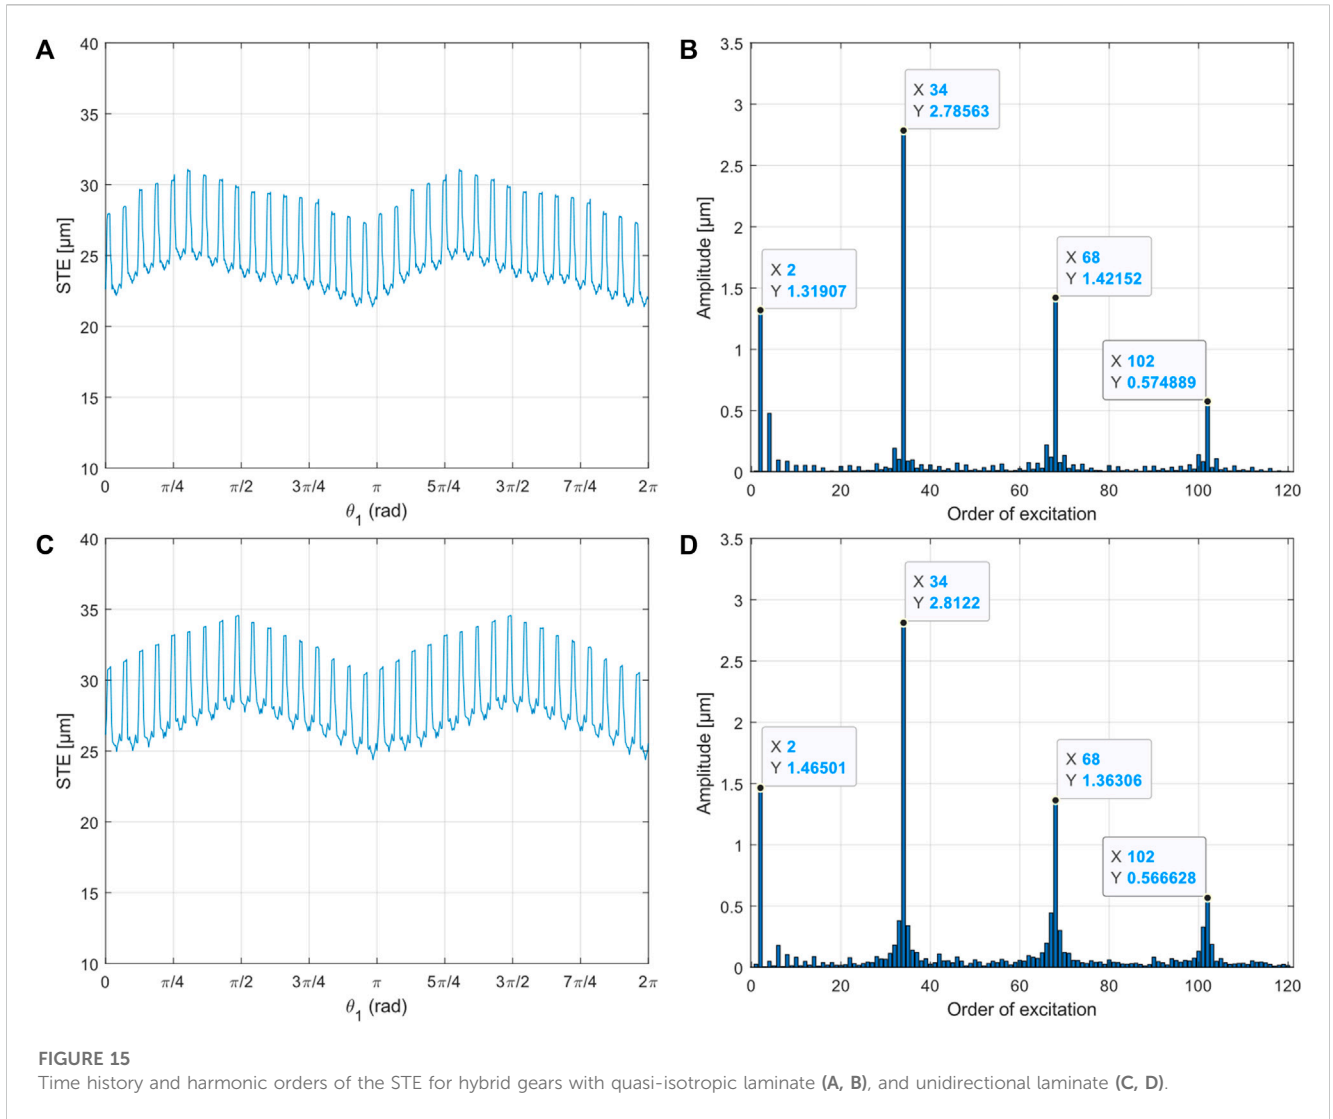 A
40
35
30
25
20
15
10
STE [μm]
0 π/4 π/2 3π/4 π 5π/4 3π/2 7π/4 2π
θ1 (rad)
B
3.5
3
2.5
2
1.5
1
0.5
0
Amplitude [μm]
X 34
Y 2.78563
X 2
Y 1.31907
X 68
Y 1.42152
X 102
Y 0.574889
0 20 40 60 80 100 120
Order of excitation
C
40
35
30
25
20
15
10
STE [μm]
0 π/4 π/2 3π/4 π 5π/4 3π/2 7π/4 2π
θ1 (rad)
D
3.5
3
2.5
2
1.5
1
0.5
0
Amplitude [μm]
X 34
Y 2.8122
X 2
Y 1.46501
X 68
Y 1.36306
X 102
Y 0.566628
0 20 40 60 80 100 120
Order of excitation
FIGURE 15
Time history and harmonic orders of the STE for hybrid gears with quasi-isotropic laminate (A, B), and unidirectional laminate (C, D).